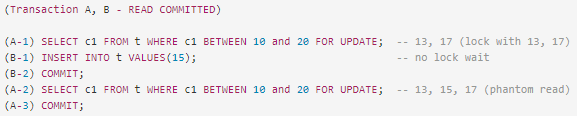 (Transaction A, B - READ COMMITTED)
(A-1) SELECT c1 FROM t WHERE c1 BETWEEN 10 and 20 FOR UPDATE;  -- 13, 17 (lock with 13, 17)
(B-1) INSERT INTO t VALUES(15);  -- no lock wait
(B-2) COMMIT;
(A-2) SELECT c1 FROM t WHERE c1 BETWEEN 10 and 20 FOR UPDATE;  -- 13, 15, 17 (phantom read)
(A-3) COMMIT;